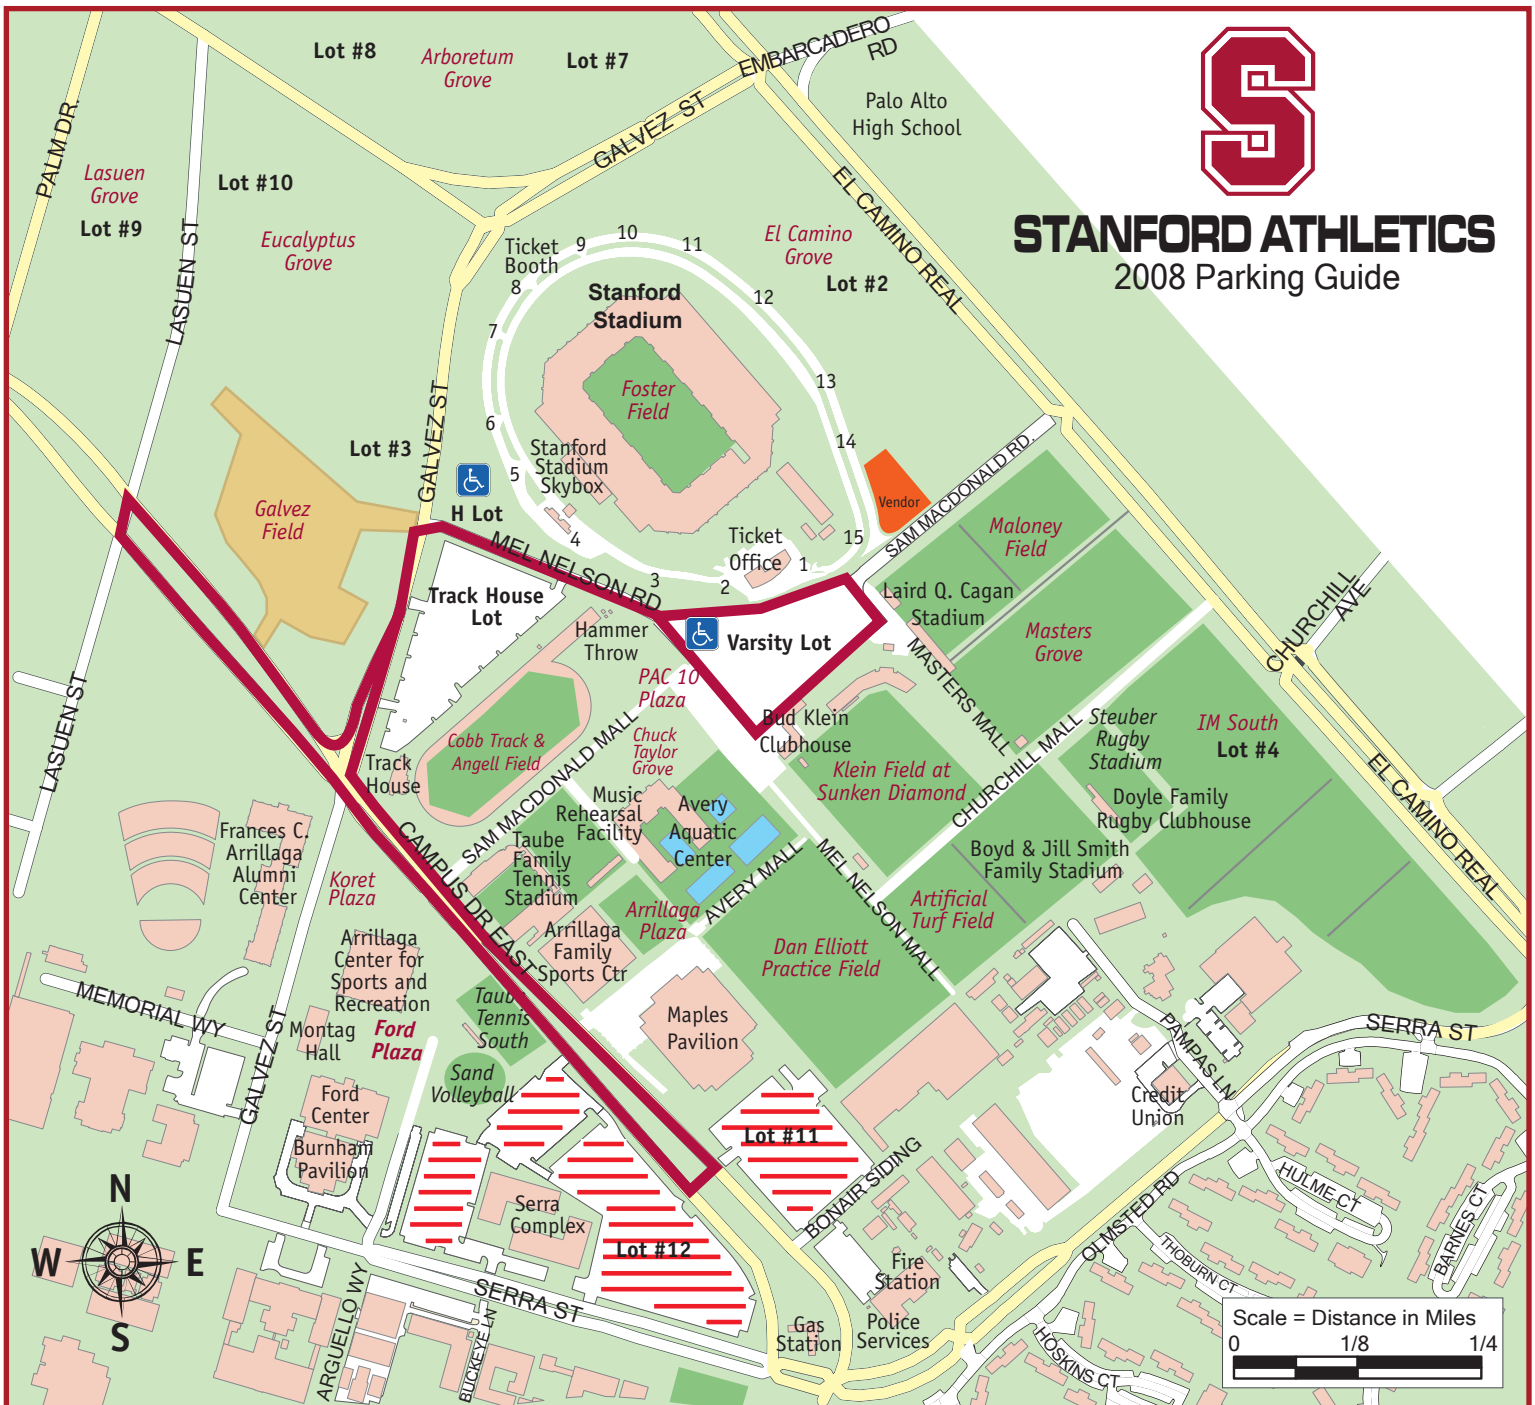 Lot #8
Arboretum
Grove
Lot #7
EMBARCADERO
RD
Palo Alto
High School
S
STANFORD ATHLETICS
2008 Parking Guide
PALM DR.
Lasuen
Grove
Lot #9
Lot #10
Eucalyptus
Grove
LASUEN ST
GALVEZ ST
EL CAMINO REAL
El Camino
Grove
Lot #2
Ticket
Booth
8
9
10
11
12
13
14
15
7
6
5
4
3
2
1
Stanford
Stadium
Foster
Field
Stanford
Stadium
Skybox
Ticket
Office
Vendor
SAM MACDONALD RD.
Lot #3
GALVEZ ST
H Lot
Galvez
Field
MEL NELSON RD
Track House
Lot
Hammer
Throw
Varsity Lot
PAC 10
Plaza
Laird Q. Cagan
Stadium
Maloney
Field
Masters
Grove
MASTERS MALL
CHURCHILL
AVE
LASUEN ST
Track
House
Cobb Track &
Angell Field
SAM MACDONALD MALL
Chuck
Taylor
Grove
Bud Klein
Clubhouse
Klein Field at
Sunken Diamond
CHURCHILL MALL
Steuber
Rugby
Stadium
IM South
Lot #4
Doyle Family
Rugby Clubhouse
EL CAMINO REAL
Frances C.
Arrillaga
Alumni
Center
Koret
Plaza
CAMPUS DR EAST
Music
Rehearsal
Facility
Taube
Family
Tennis
Stadium
Avery
Aquatic
Center
AVERY MALL
MEL NELSON MALL
Boyd & Jill Smith
Family Stadium
Artificial
Turf Field
Arrillaga
Plaza
Arrillaga
Family
Sports Ctr
Dan Elliott
Practice Field
Arrillaga
Center for
Sports and
Recreation
MEMORIAL WY
GALVEZ ST
Montag
Hall
Ford
Plaza
Taube
Tennis
South
Maples
Pavilion
Sand
Volleyball
Ford
Center
Burnham
Pavilion
Lot #11
PAMPAS LN
Credit
Union
SERRA ST
BONAIR SIDING
Serra
Complex
Lot #12
OLMSTED RD
HULME CT
THOBURN CT
BARNES CT
N
W
E
S
SERRA ST
ARGUELLO WY
BUCKEYE LN
Fire
Station
Gas
Station
Police
Services
HOSKINS CT
Scale = Distance in Miles
0 1/8 1/4